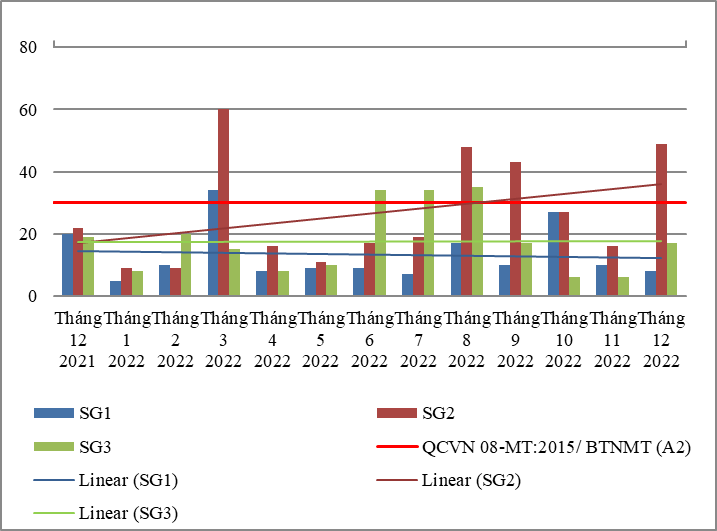 80
60
40
20
0
Tháng Tháng Tháng Tháng Tháng Tháng Tháng Tháng Tháng Tháng Tháng Tháng Tháng
12 1 2 3 4 5 6 7 8 9 10 11 12
2021 2022 2022 2022 2022 2022 2022 2022 2022 2022 2022 2022 2022
SG1 SG2
SG3 QCVN 08-MT:2015/ BTNMT (A2)
Linear (SG1) Linear (SG2)
Linear (SG3)